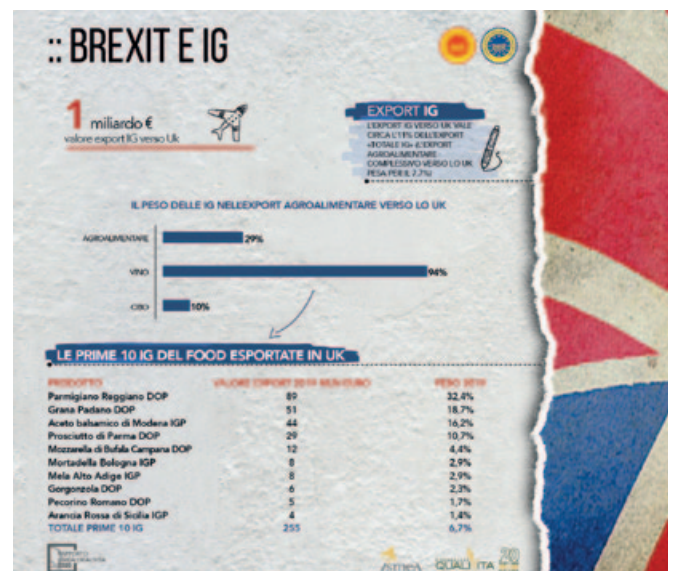 :: BREXIT E IG
1 miliardo €
valore export IG verso Uk
EXPORT IG
L'EXPORT IG VERSO UK VALE
CIRCA L'11% DELL'EXPORT
«TOTALE IG» (L'EXPORT
AGROALIMENTARE
COMPLESSIVO VERSO LO UK
PESA PER IL 7,7%)
IL PESO DELLE IG NELL'EXPORT AGROALIMENTARE VERSO LO UK
AGROALIMENTARE 29%
VINO 94%
CIBO 10%
LE PRIME 10 IG DEL FOOD ESPORTATE IN UK
PRODOTTO VALORE EXPORT 2019 MLN EURO PESO 2019
Parmigiano Reggiano DOP 89 32,4%
Grana Padano DOP 51 18,7%
Aceto balsamico di Modena IGP 44 16,2%
Prosciutto di Parma DOP 29 10,7%
Mozzarella di Bufala Campana DOP 12 4,4%
Mortadella Bologna IGP 8 2,9%
Mela Alto Adige IGP 8 2,9%
Gorgonzola DOP 6 2,3%
Pecorino Romano DOP 5 1,7%
Arancia Rossa di Sicilia IGP 4 1,4%
TOTALE PRIME 10 IG 255 6,7%
ismea
QUALIVITA
20